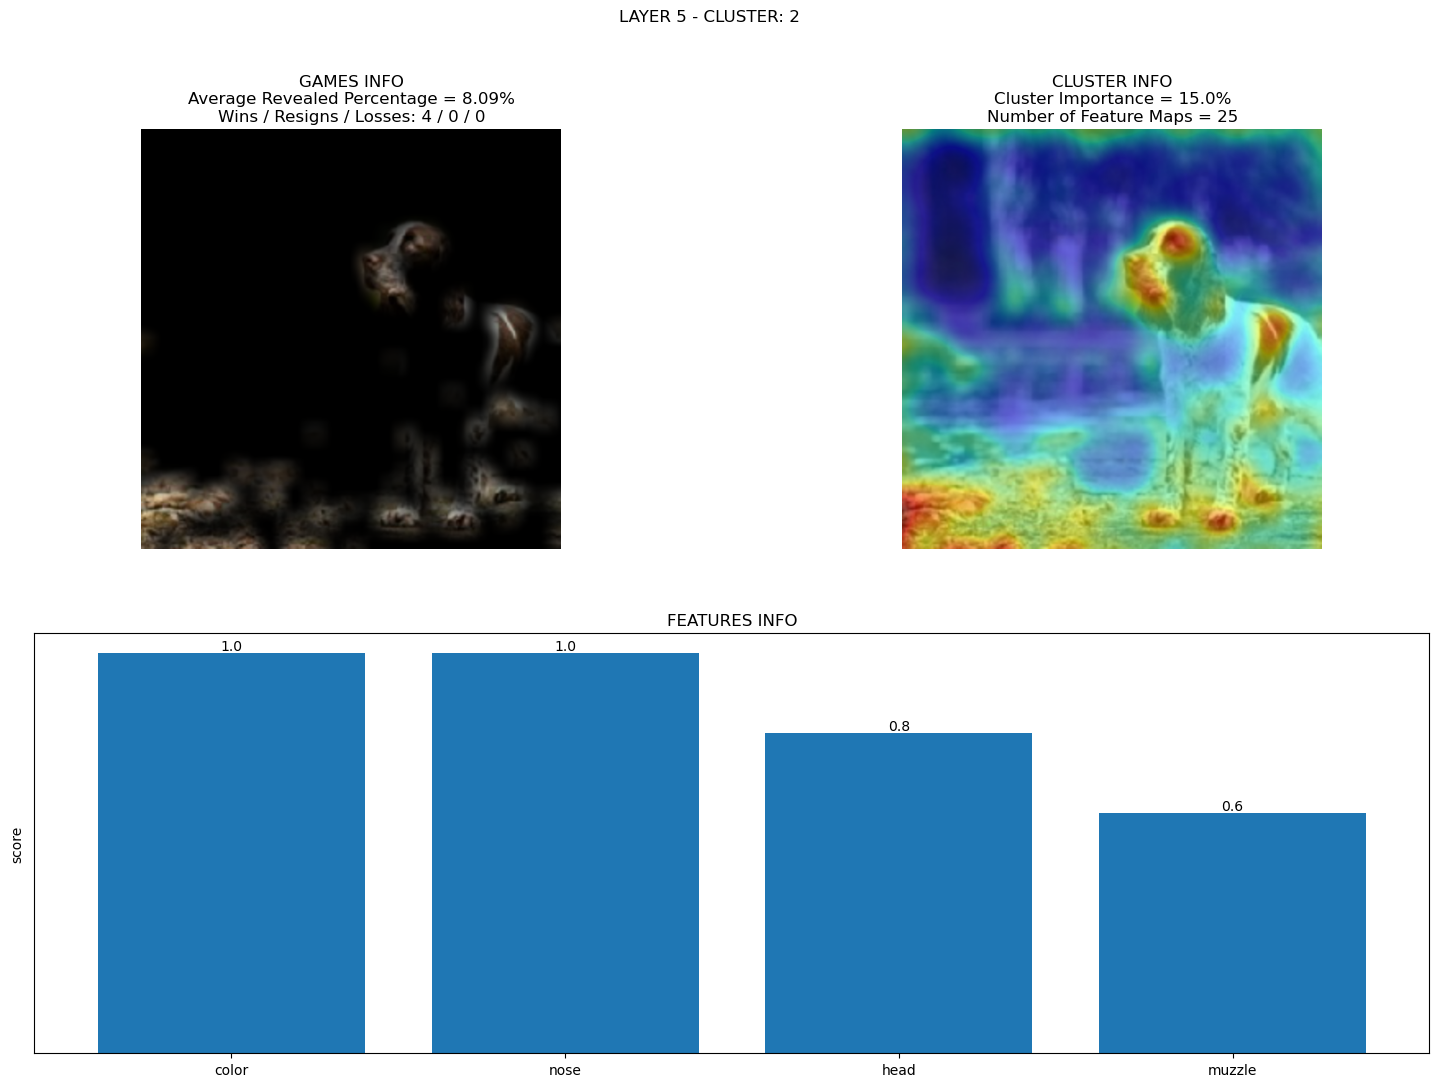 LAYER 5 - CLUSTER: 2
GAMES INFO
Average Revealed Percentage = 8.09%
Wins / Resigns / Losses: 4 / 0 / 0
CLUSTER INFO
Cluster Importance = 15.0%
Number of Feature Maps = 25
FEATURES INFO
score
1.0
1.0
0.8
0.6
color
nose
head
muzzle